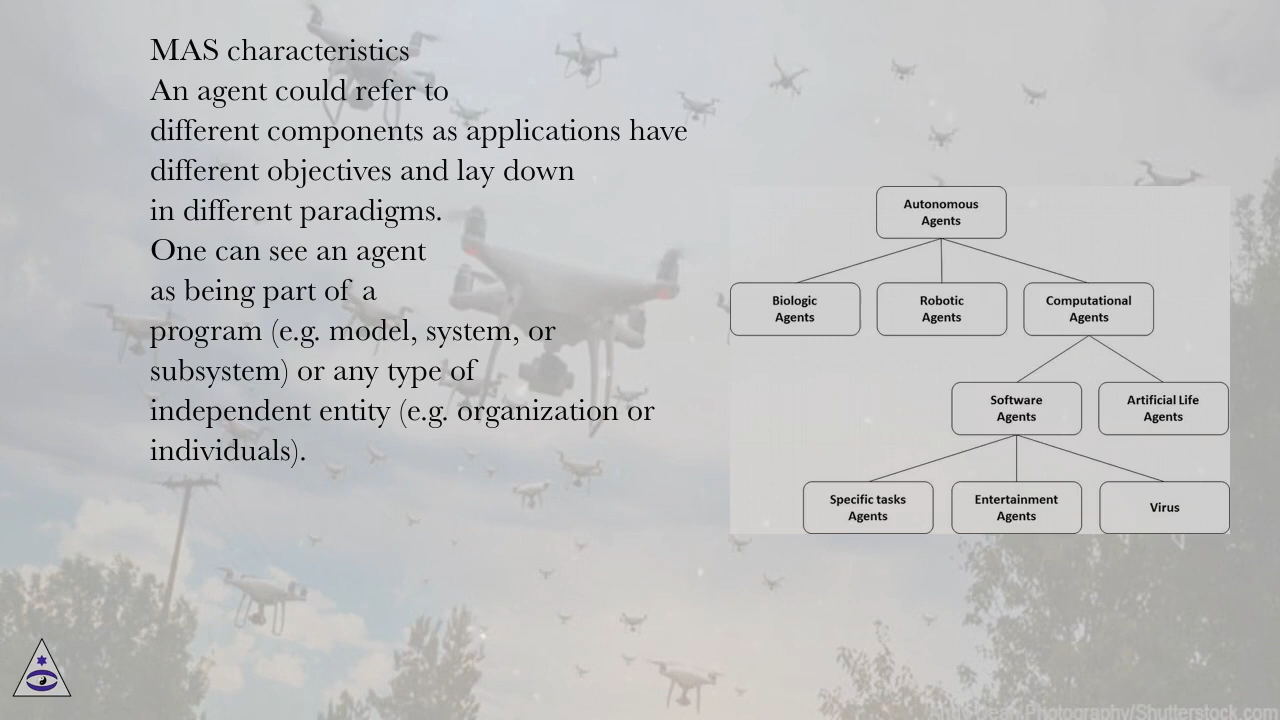 MAS characteristics
An agent could refer to
different components as applications have
different objectives and lay down
in different paradigms.
One can see an agent
as being part of a
program (e.g. model, system, or
subsystem) or any type of
independent entity (e.g. organization or
individuals).
Autonomous
Agents
Biologic
Agents
Robotic
Agents
Computational
Agents
Software
Agents
Artificial Life
Agents
Specific tasks
Agents
Entertainment
Agents
Virus
Photography/Shutterstock.com